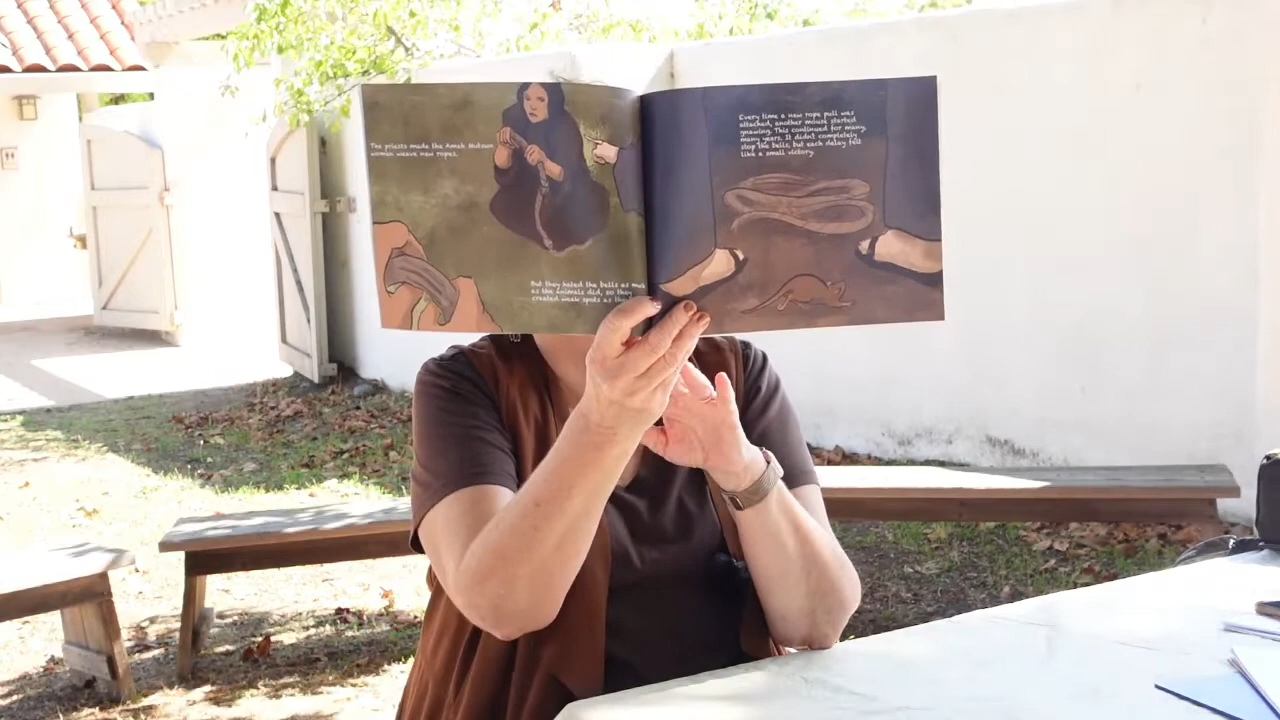 The priests made the Amah Mutsun
women weave new ropes.
But they hated the bells as much
as the animals did, so they
created weak spots as they
Every time a new rope pull was
attached, another mouse started
gnawing. This continued for many,
many years. It didn't completely
stop the bells, but each delay felt
like a small victory.